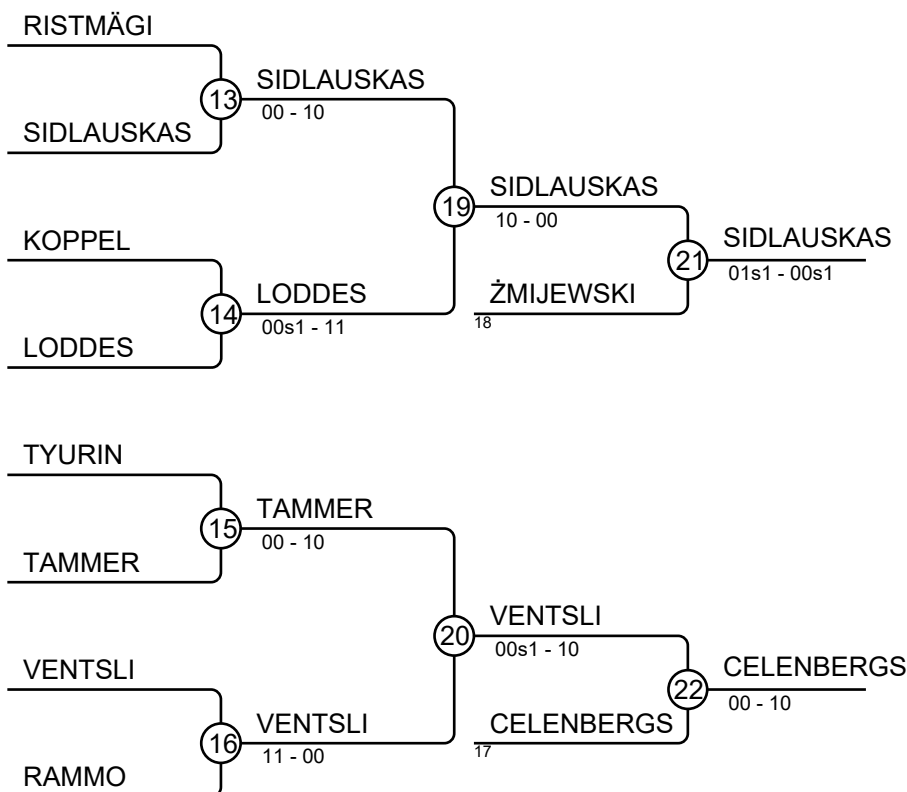 RISTMÄGI
13
SIDLAUSKAS
00 - 10
SIDLAUSKAS
19
SIDLAUSKAS
10 - 00
KOPPEL
14
LODDES
00s1 - 11
LODDES
ŻMIJEWSKI
18
21
SIDLAUSKAS
01s1 - 00s1
TYURIN
15
TAMMER
00 - 10
TAMMER
20
VENTSLI
00s1 - 10
VENTSLI
16
VENTSLI
11 - 00
RAMMO
CELENBERGS
17
22
CELENBERGS
00 - 10